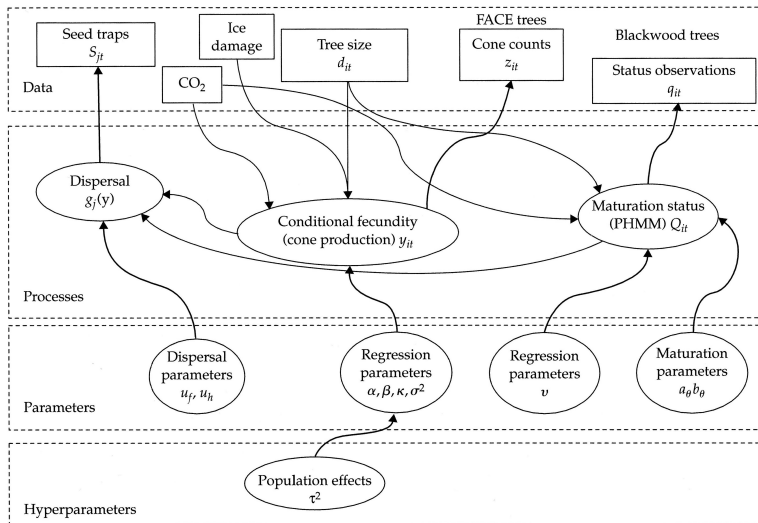 Seed traps
S_jt
Ice
damage
Tree size
d_it
FACE trees
Cone counts
z_it
Blackwood trees
Status observations
q_it
CO₂
Data
Dispersal
g_j(y)
Conditional fecundity
(cone production) y_it
Maturation status
(PHMM) Q_it
Processes
Dispersal
parameters
u_f, u_h
Regression
parameters
α, β, κ, σ²
Regression
parameters
υ
Maturation
parameters
a_θ b_θ
Parameters
Population effects
τ²
Hyperparameters